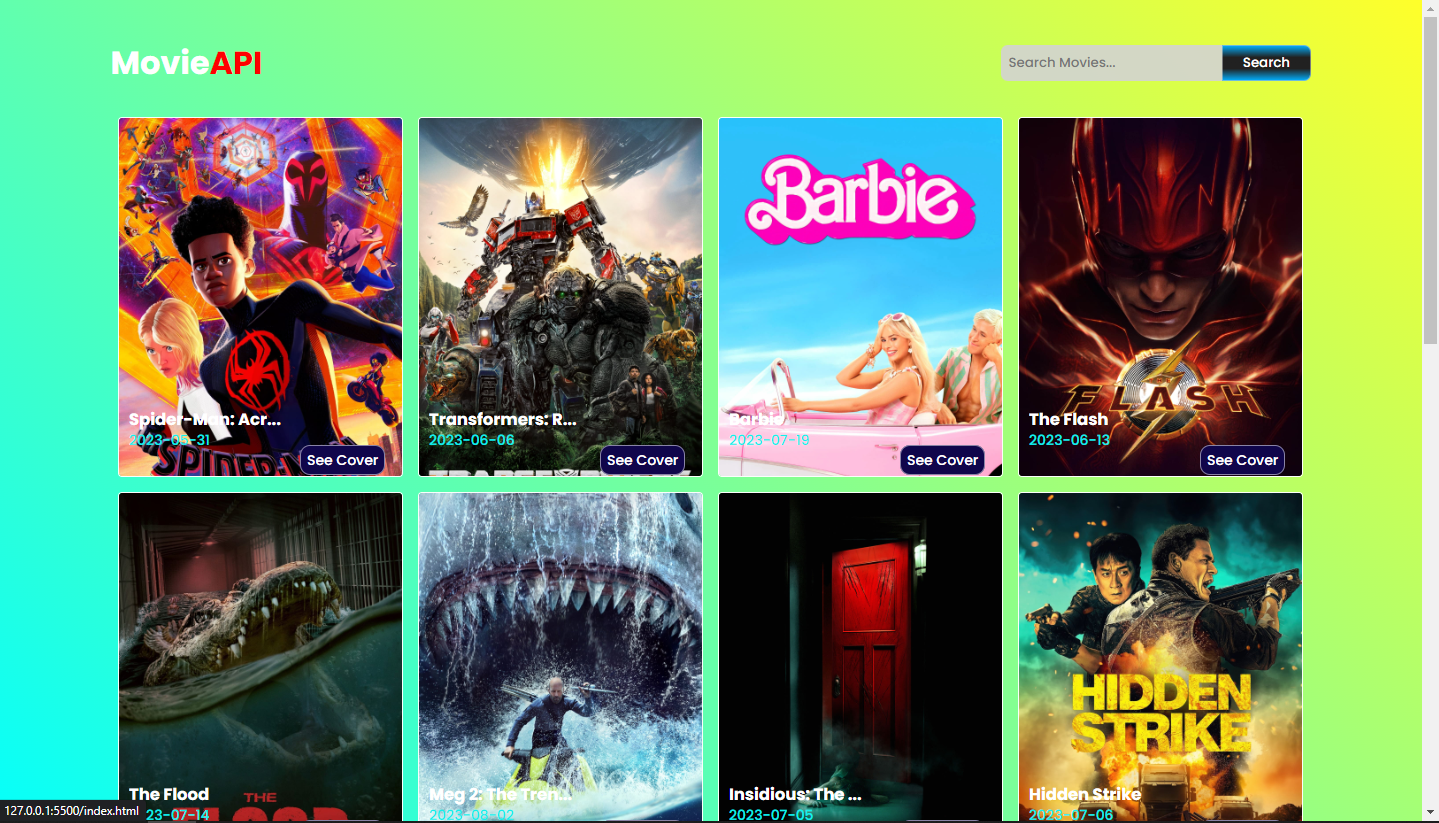 MovieAPI
Search Movies... Search
Barbie
FLASH
Spider-Man: Acr...
2023-05-31
See Cover
Transformers: R...
2023-06-06
See Cover
Barbie
2023-07-19
See Cover
The Flash
2023-06-13
See Cover
HIDDEN
STRIKE
The Flood
23-07-14
THE
Meg 2: The Tren...
2023-08-02
Insidious: The ...
2023-07-05
Hidden Strike
2023-07-06
127.0.0.1:5500/index.html